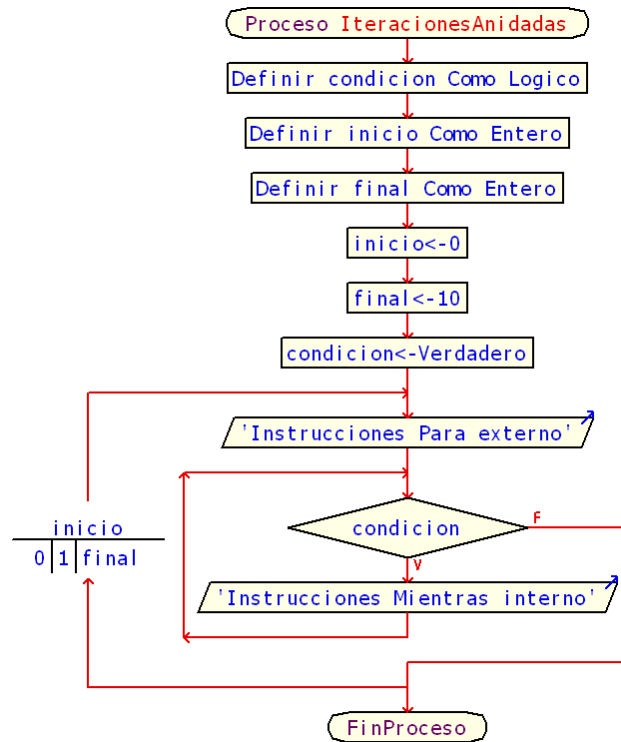 Proceso IteracionesAnidadas
Definir condicion Como Logico
Definir inicio Como Entero
Definir final Como Entero
inicio<-0
final<-10
condicion<-Verdadero
'Instrucciones Para externo'
inicio
0 1 final
condicion
F
V
'Instrucciones Mientras interno'
FinProceso